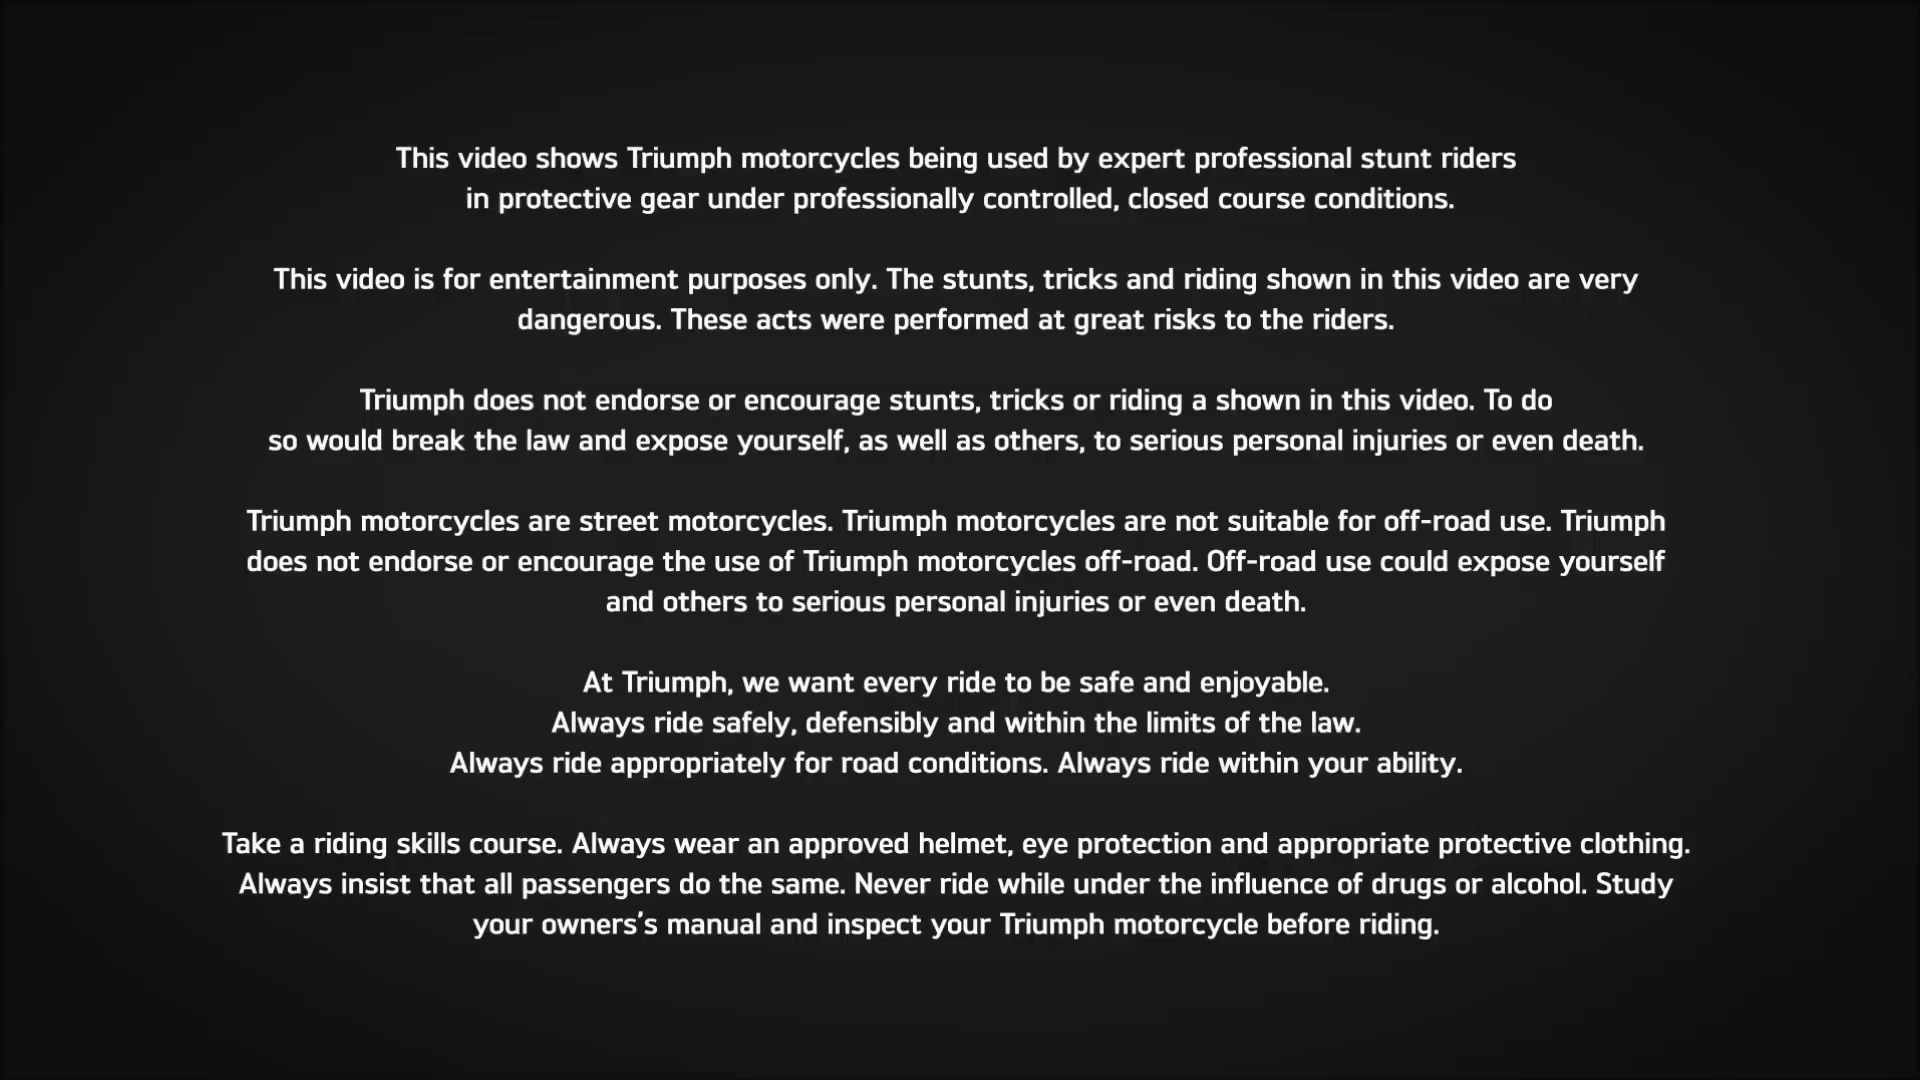 This video shows Triumph motorcycles being used by expert professional stunt riders
in protective gear under professionally controlled, closed course conditions.
This video is for entertainment purposes only. The stunts, tricks and riding shown in this video are very
dangerous. These acts were performed at great risks to the riders.
Triumph does not endorse or encourage stunts, tricks or riding a shown in this video. To do
so would break the law and expose yourself, as well as others, to serious personal injuries or even death.
Triumph motorcycles are street motorcycles. Triumph motorcycles are not suitable for off-road use. Triumph
does not endorse or encourage the use of Triumph motorcycles off-road. Off-road use could expose yourself
and others to serious personal injuries or even death.
At Triumph, we want every ride to be safe and enjoyable.
Always ride safely, defensibly and within the limits of the law.
Always ride appropriately for road conditions. Always ride within your ability.
Take a riding skills course. Always wear an approved helmet, eye protection and appropriate protective clothing.
Always insist that all passengers do the same. Never ride while under the influence of drugs or alcohol. Study
your owners’s manual and inspect your Triumph motorcycle before riding.